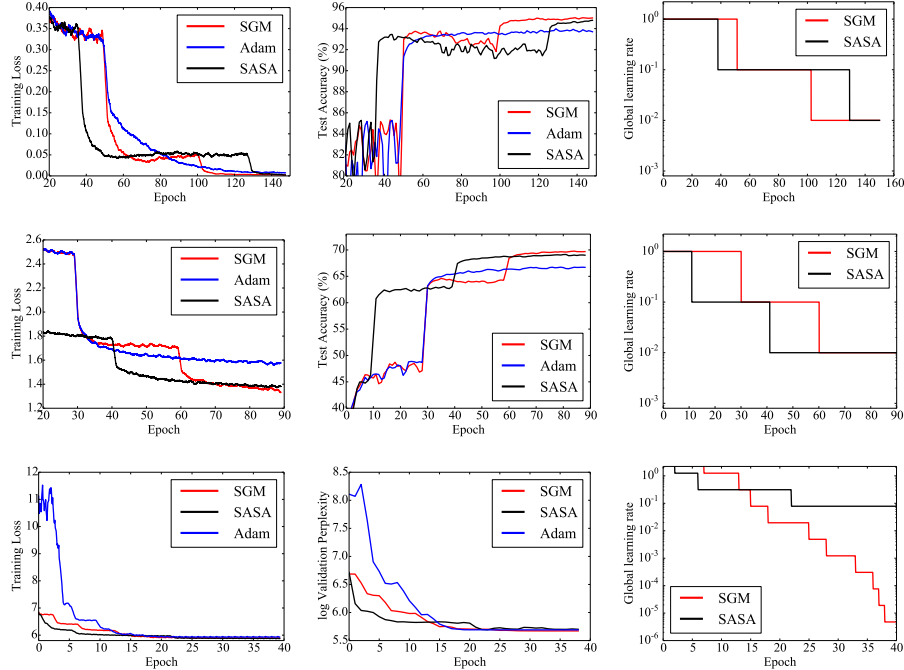 0.40
0.35
0.30
0.25
0.20
0.15
0.10
0.05
0.00
20 40 60 80 100 120 140
Epoch
Training Loss
SGM
Adam
SASA
96
94
92
90
88
86
84
82
80
20 40 60 80 100 120 140
Epoch
Test Accuracy (%)
SGM
Adam
SASA
10^0
10^-1
10^-2
10^-3
0 20 40 60 80 100 120 140 160
Epoch
Global learning rate
SGM
SASA
2.6
2.4
2.2
2.0
1.8
1.6
1.4
1.2
20 30 40 50 60 70 80 90
Epoch
Training Loss
SGM
Adam
SASA
70
65
60
55
50
45
40
0 10 20 30 40 50 60 70 80 90
Epoch
Test Accuracy (%)
SGM
Adam
SASA
10^0
10^-1
10^-2
10^-3
0 10 20 30 40 50 60 70 80 90
Epoch
Global learning rate
SGM
SASA
12
11
10
9
8
7
6
0 5 10 15 20 25 30 35 40
Epoch
Training Loss
SGM
SASA
Adam
8.5
8.0
7.5
7.0
6.5
6.0
5.5
0 5 10 15 20 25 30 35 40
Epoch
log Validation Perplexity
SGM
SASA
Adam
10^0
10^-1
10^-2
10^-3
10^-4
10^-5
10^-6
0 5 10 15 20 25 30 35 40
Epoch
Global learning rate
SGM
SASA